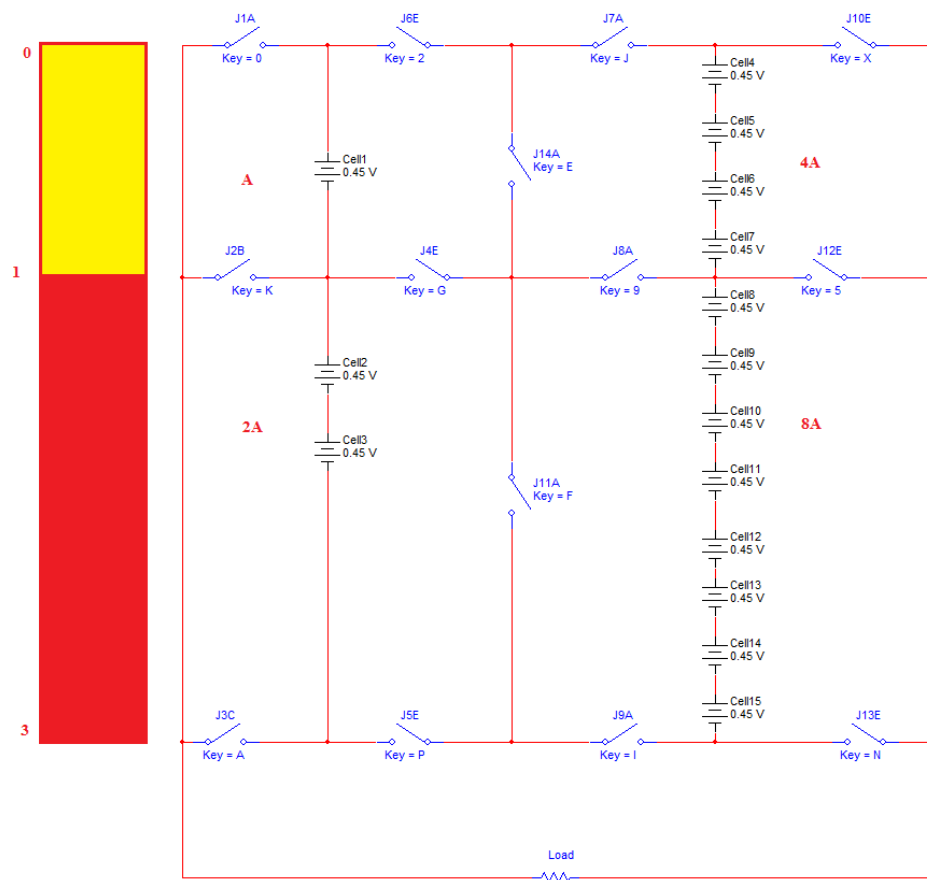 J1A
J6E
J7A
J10E
0
Key = 0
Key = 2
Key = J
Key = X
Cell4
0.45 V
Cell5
0.45 V
Cell1
0.45 V
J14A
Key = E
4A
A
Cell6
0.45 V
Cell7
0.45 V
J2B
J4E
J8A
J12E
1
Key = K
Key = G
Key = 9
Key = 5
Cell8
0.45 V
Cell9
0.45 V
Cell2
0.45 V
Cell10
0.45 V
2A
8A
Cell3
0.45 V
Cell11
0.45 V
J11A
Key = F
Cell12
0.45 V
Cell13
0.45 V
Cell14
0.45 V
Cell15
0.45 V
J3C
J5E
J9A
J13E
3
Key = A
Key = P
Key = I
Key = N
Load